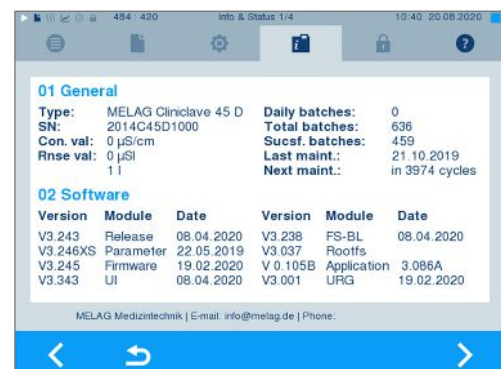 484 : 420 Info & Status 1/4 10:40 20.08.2020
01 General
Type: MELAG Cliniclave 45 D Daily batches: 0
SN: 2014C45D1000 Total batches: 636
Con. val: 0 µS/cm Sucsf. batches: 459
Rnse val: 0 µSl Last maint.: 21.10.2019
1 l Next maint.: in 3974 cycles
02 Software
Version Module Date Version Module Date
V3.243 Release 08.04.2020 V3.238 FS-BL 08.04.2020
V3.246XS Parameter 22.05.2019 V3.037 Rootfs
V3.245 Firmware 19.02.2020 V 0.105B Application 3.086A
V3.343 UI 08.04.2020 V3.001 URG 19.02.2020
MELAG Medizintechnik | E-mail: info@melag.de | Phone: